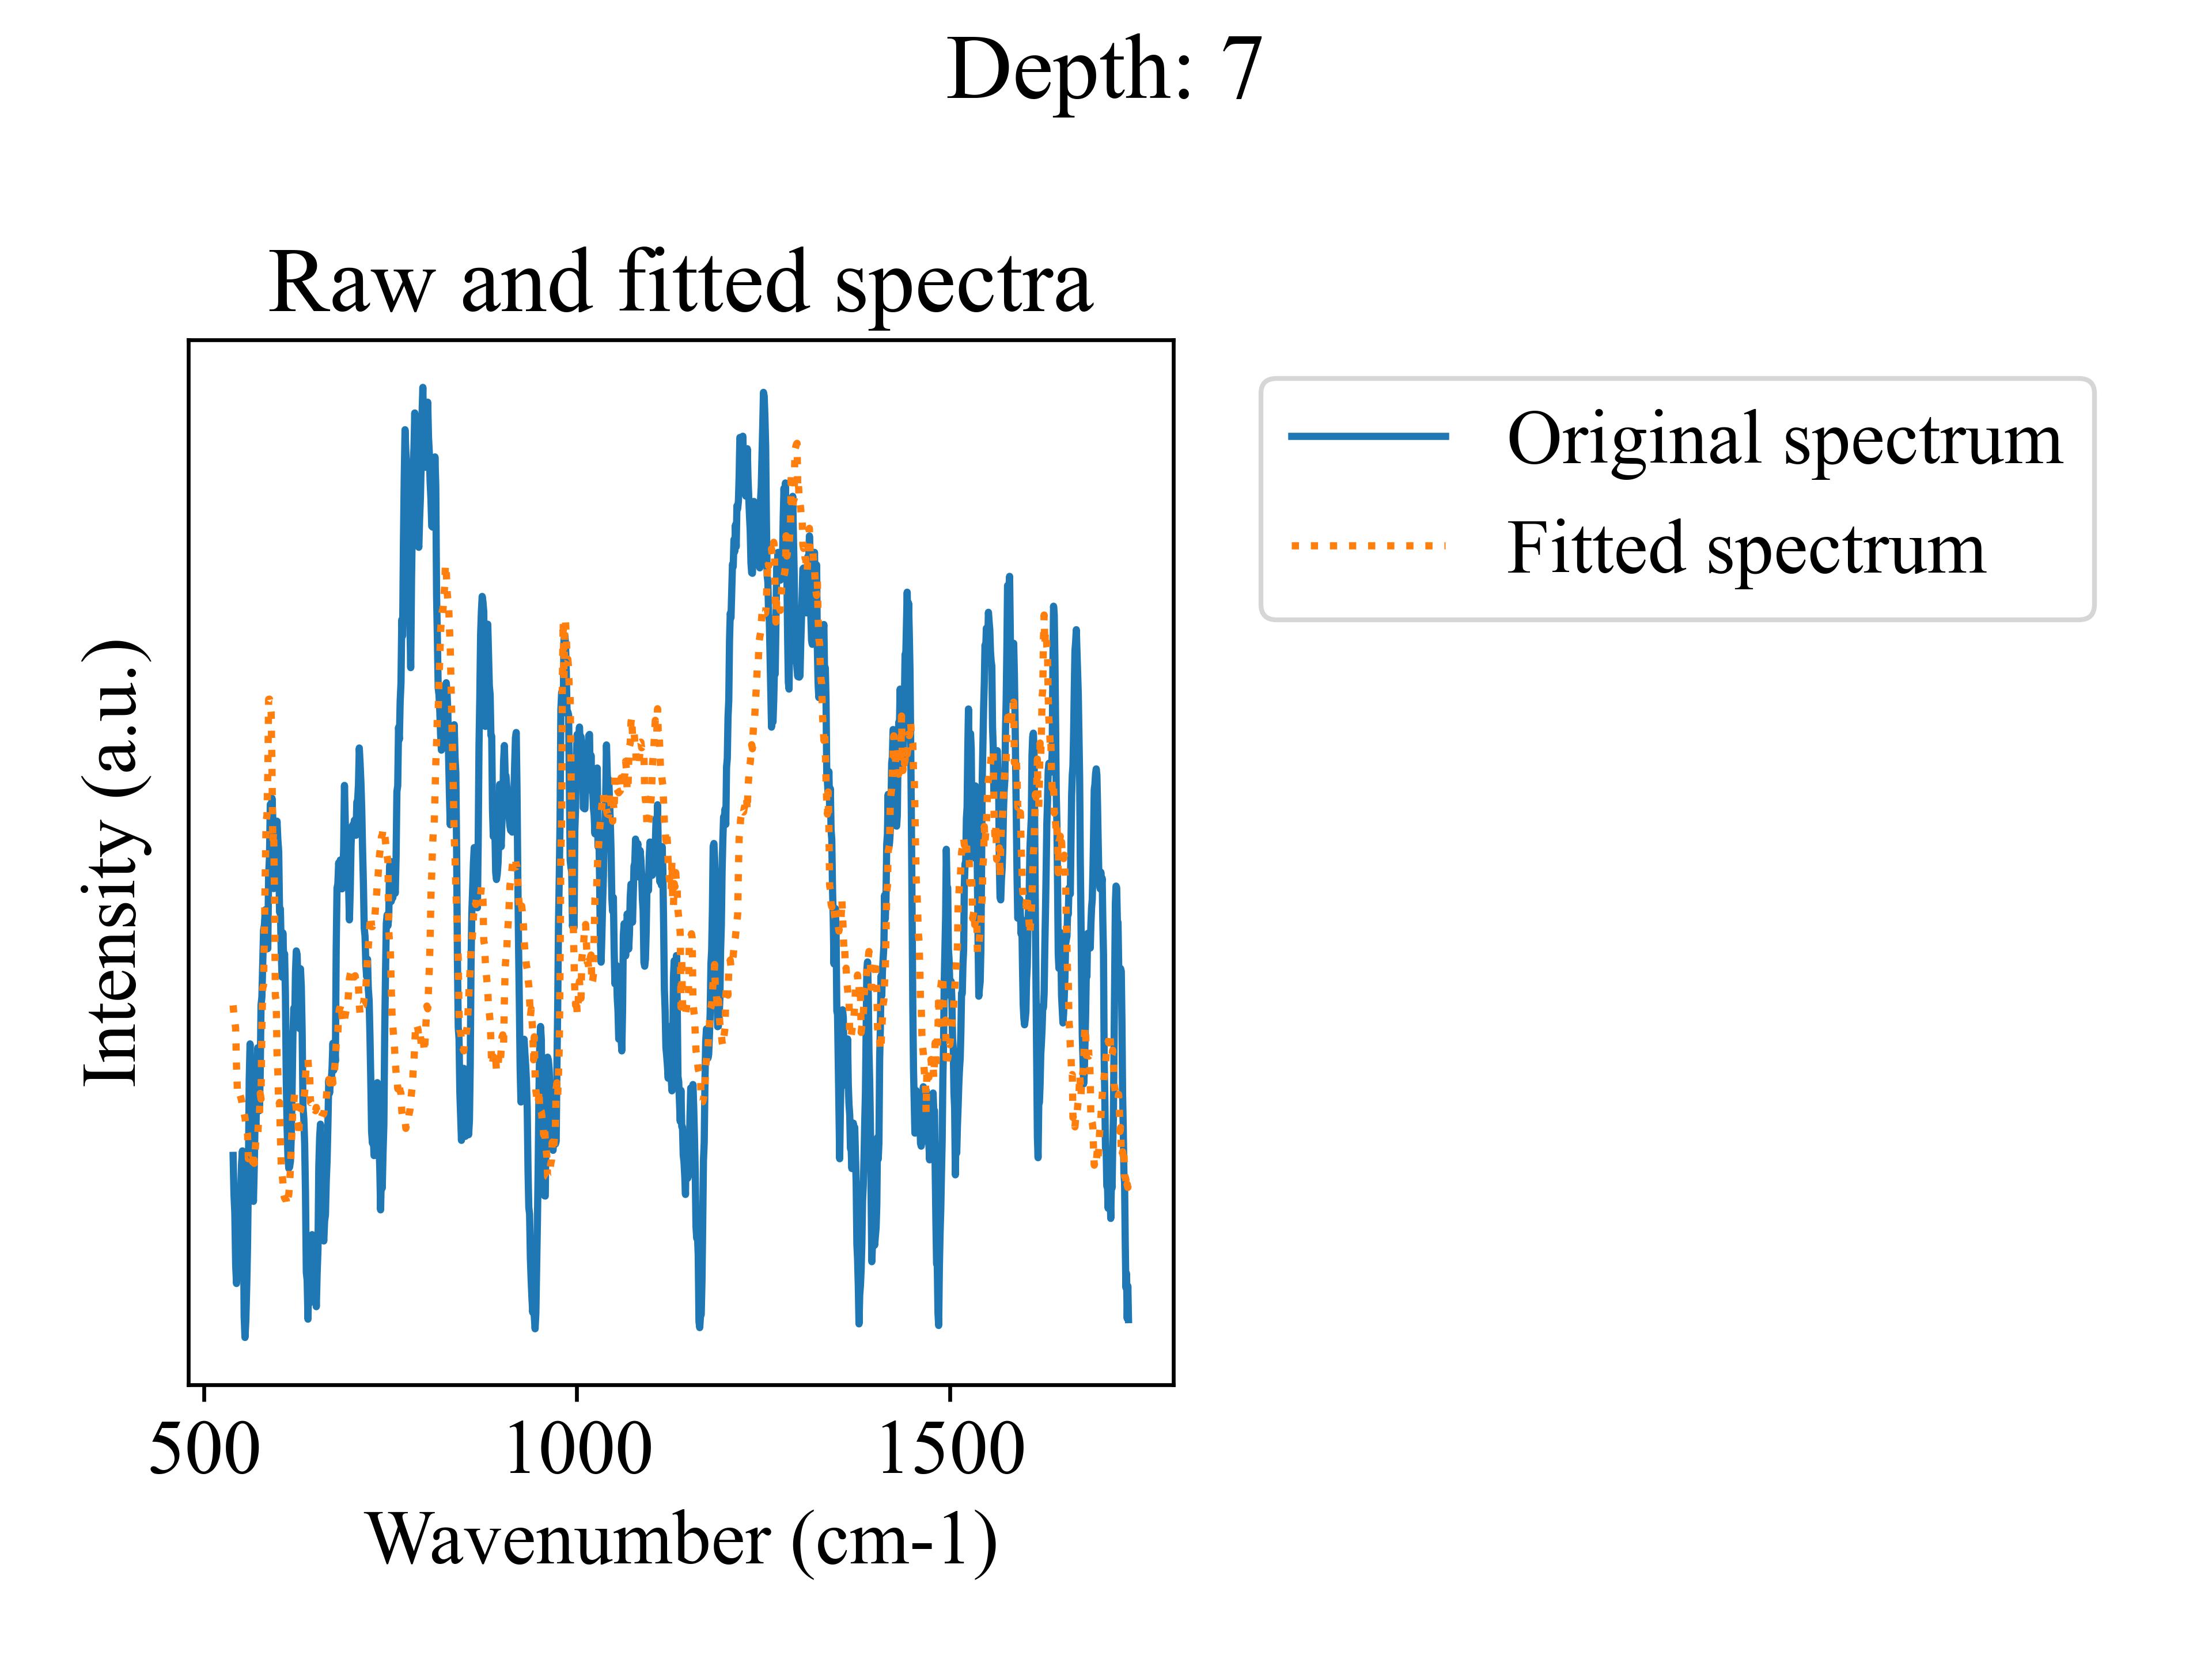 Depth: 7
Raw and fitted spectra
Original spectrum
Fitted spectrum
Intensity (a.u.)
500 1000 1500
Wavenumber (cm-1)